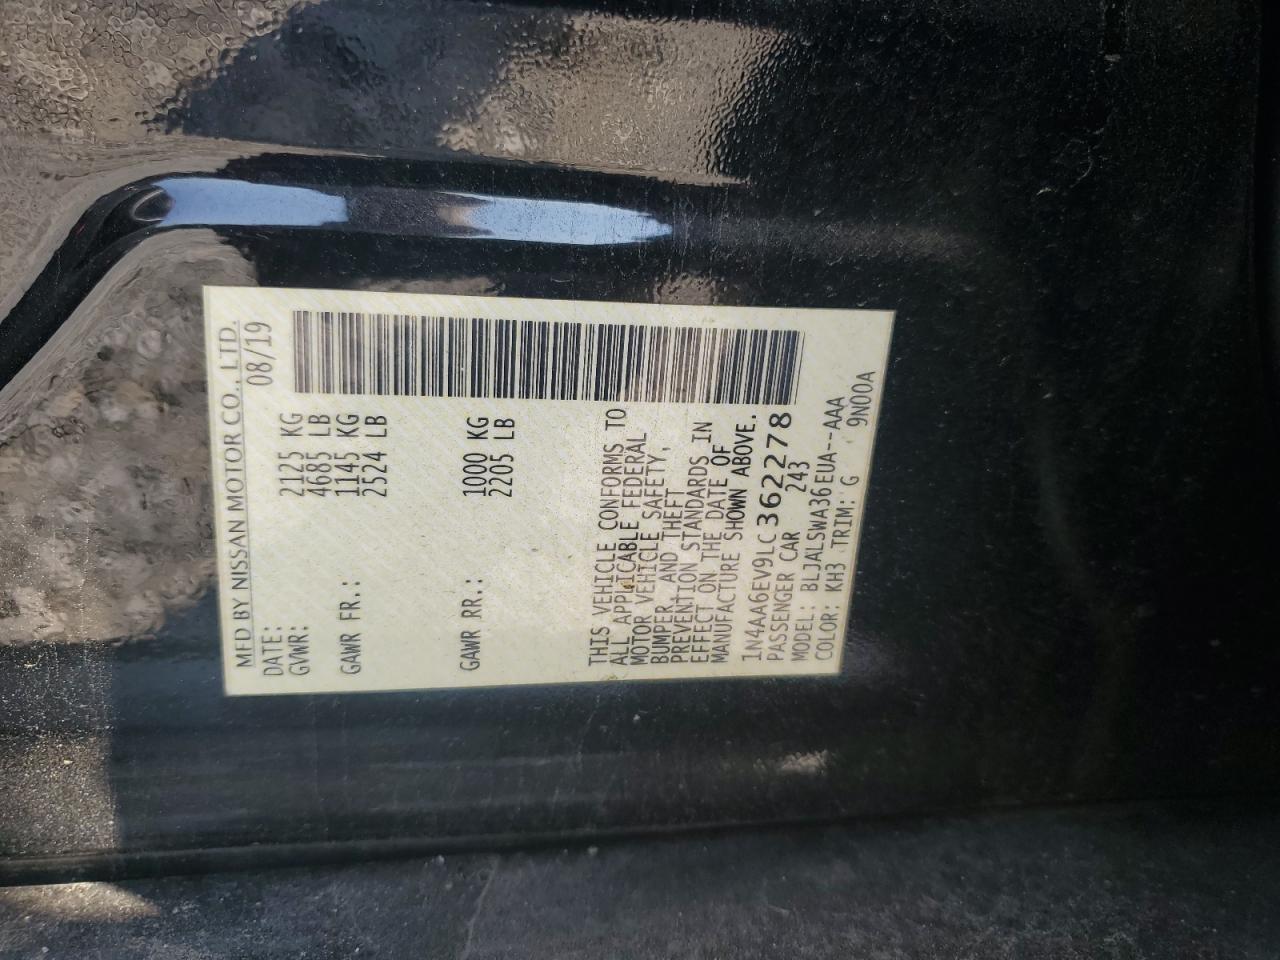 MFD BY NISSAN MOTOR CO., LTD.
DATE: 08/19
GVWR: 2125 KG
4685 LB
GAWR FR.: 1145 KG
2524 LB
GAWR RR.: 1000 KG
2205 LB
THIS VEHICLE CONFORMS TO
ALL APPLICABLE FEDERAL
MOTOR VEHICLE SAFETY,
BUMPER, AND THEFT
PREVENTION STANDARDS IN
EFFECT ON THE DATE OF
MANUFACTURE SHOWN ABOVE.
1N4AA6EV9LC362278
PASSENGER CAR 243
MODEL: BLJALSWA36EUA--AAA
COLOR: KH3 TRIM: G 9N00A